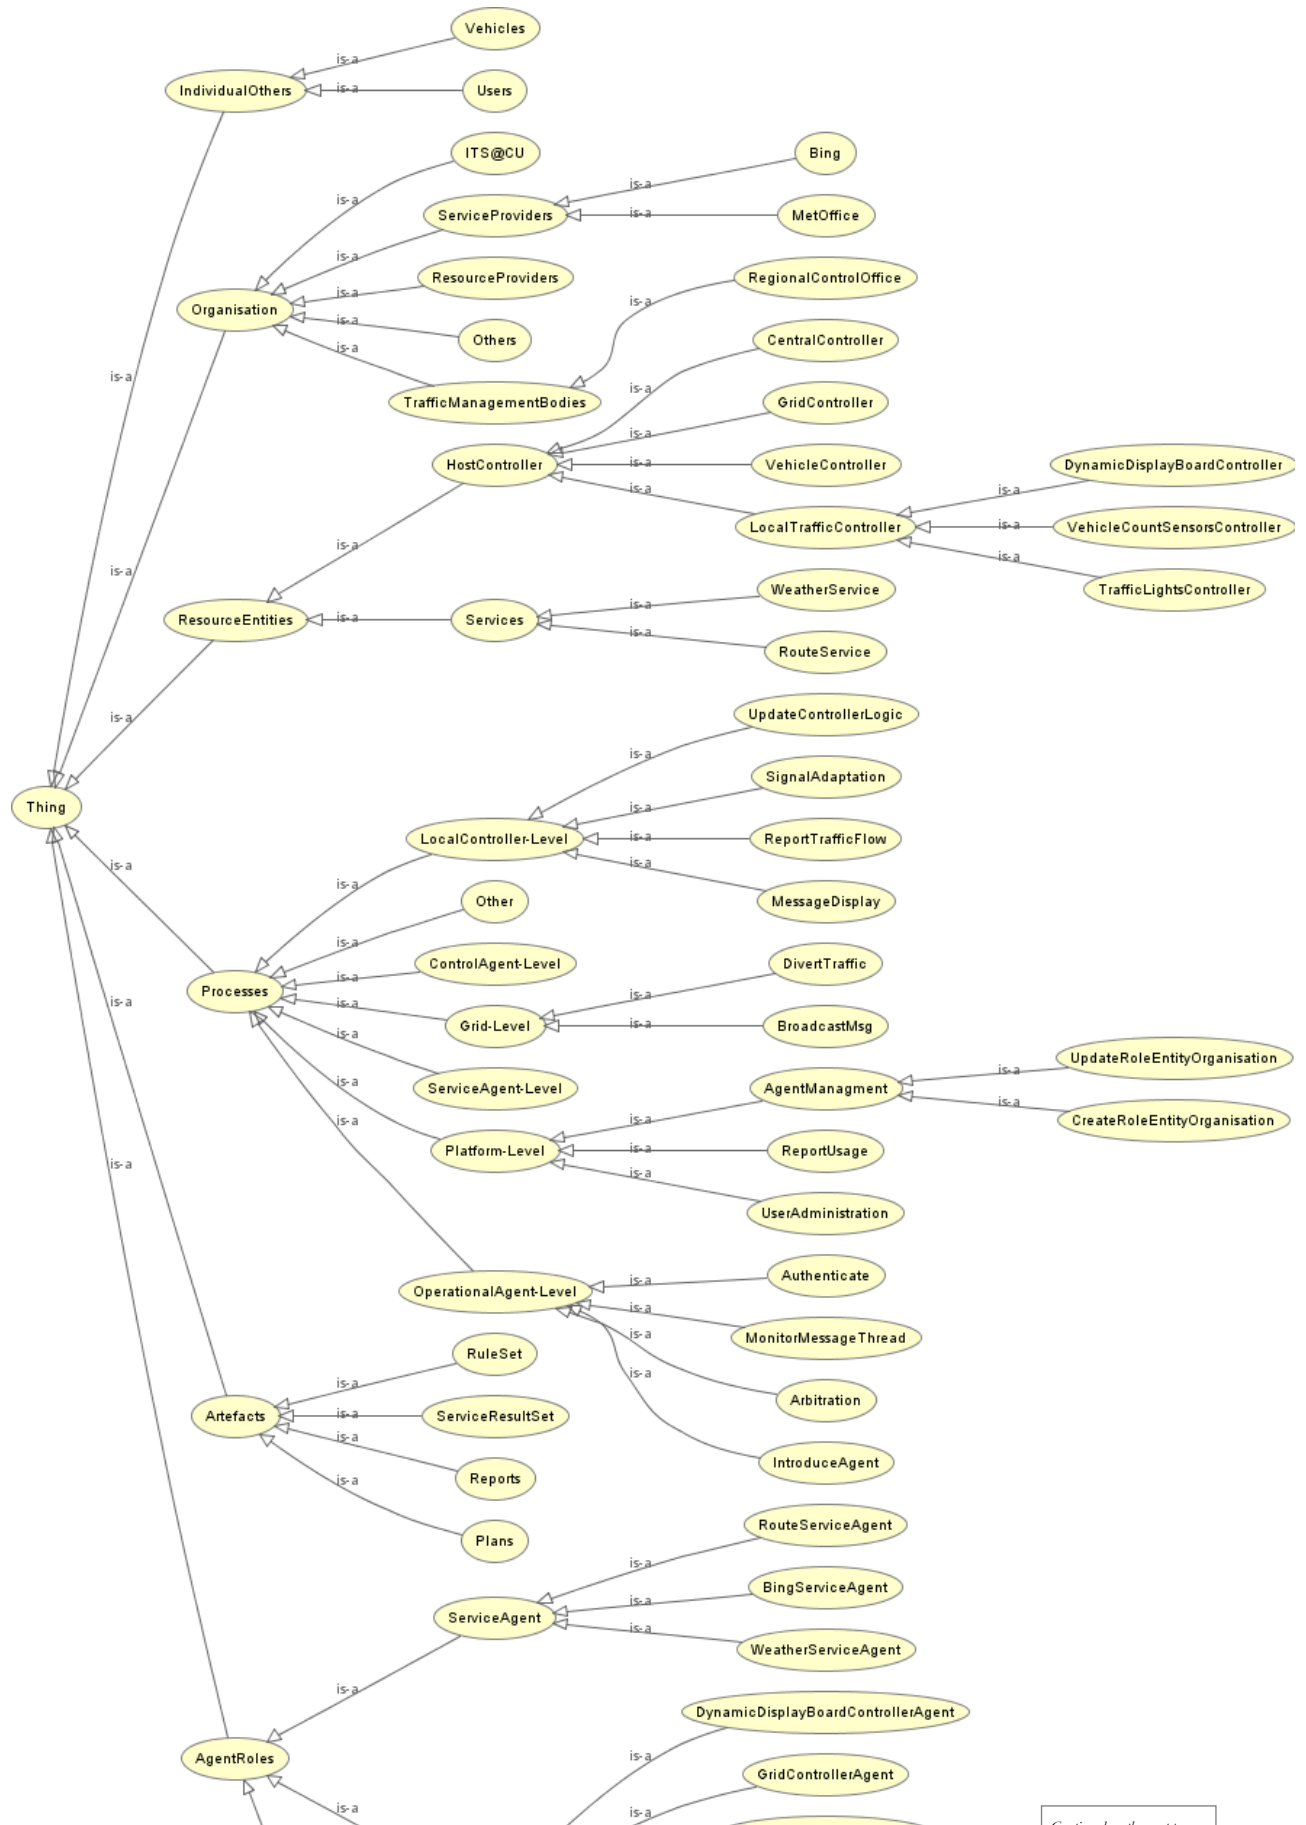 Vehicles
is-a
IndividualOthers
is-a
Users
ITS@CU
Bing
is-a
is-a
ServiceProviders
is-a
MetOffice
is-a
ResourceProviders
RegionalControlOffice
is-a
is-a
Organisation
is-a
Others
CentralController
is-a
is-a
is-a
TrafficManagementBodies
GridController
is-a
HostController
is-a
VehicleController
DynamicDisplayBoardController
is-a
is-a
LocalTrafficController
is-a
VehicleCountSensorsController
is-a
is-a
is-a
WeatherService
TrafficLightsController
is-a
ResourceEntities
is-a
Services
is-a
RouteService
is-a
UpdateControllerLogic
is-a
SignalAdaptation
Thing
is-a
LocalController-Level
is-a
ReportTrafficFlow
is-a
is-a
is-a
Other
MessageDisplay
is-a
ControlAgent-Level
DivertTraffic
is-a
Processes
is-a
is-a
is-a
Grid-Level
is-a
BroadcastMsg
is-a
UpdateRoleEntityOrganisation
is-a
is-a
ServiceAgent-Level
AgentManagment
is-a
CreateRoleEntityOrganisation
is-a
is-a
Platform-Level
is-a
ReportUsage
is-a
is-a
UserAdministration
Authenticate
is-a
OperationalAgent-Level
is-a
MonitorMessageThread
is-a
RuleSet
is-a
is-a
Arbitration
Artefacts
is-a
ServiceResultSet
is-a
IntroduceAgent
Reports
is-a
RouteServiceAgent
Plans
is-a
BingServiceAgent
is-a
ServiceAgent
is-a
WeatherServiceAgent
is-a
DynamicDisplayBoardControllerAgent
AgentRoles
is-a
GridControllerAgent
is-a
is-a